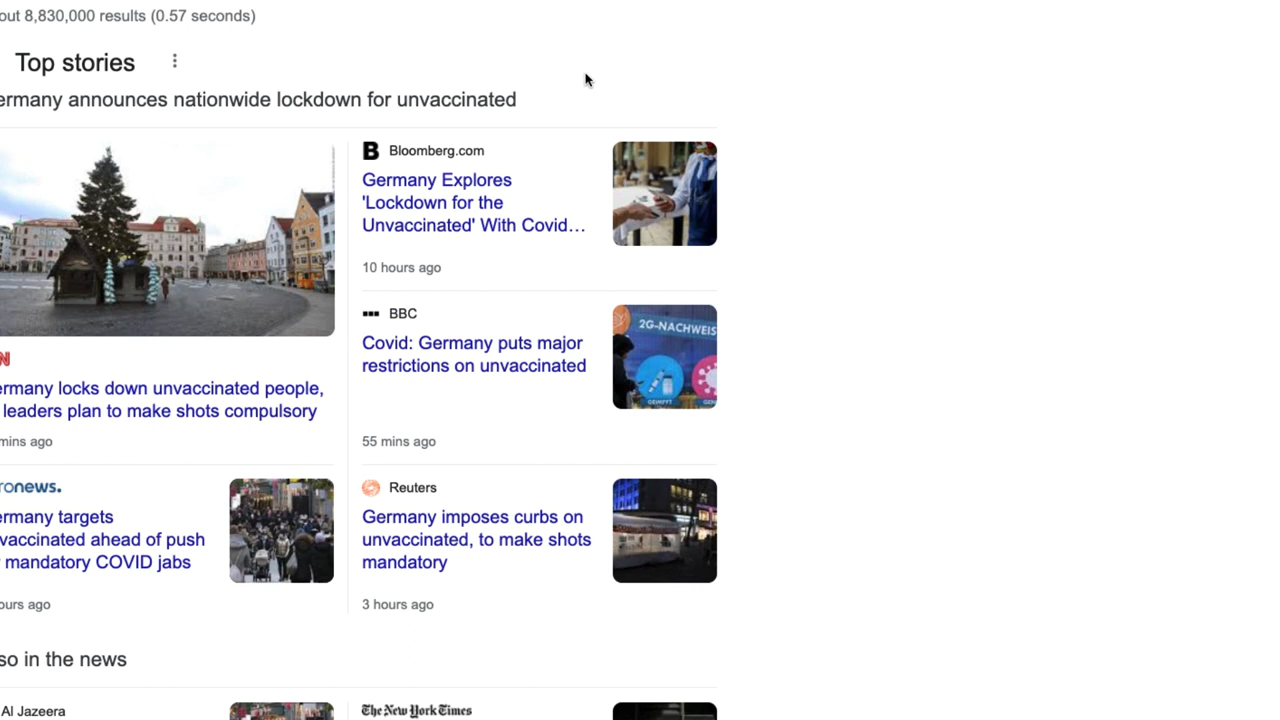 out 8,830,000 results (0.57 seconds)
Top stories
ermany announces nationwide lockdown for unvaccinated
N
ermany locks down unvaccinated people,
leaders plan to make shots compulsory
mins ago
B Bloomberg.com
Germany Explores
'Lockdown for the
Unvaccinated' With Covid…
10 hours ago
BBC
Covid: Germany puts major
restrictions on unvaccinated
2G-NACHWEIS
GEIMPFT
55 mins ago
ronews.
ermany targets
vaccinated ahead of push
r mandatory COVID jabs
ours ago
Reuters
Germany imposes curbs on
unvaccinated, to make shots
mandatory
3 hours ago
so in the news
Al Jazeera
The New York Times